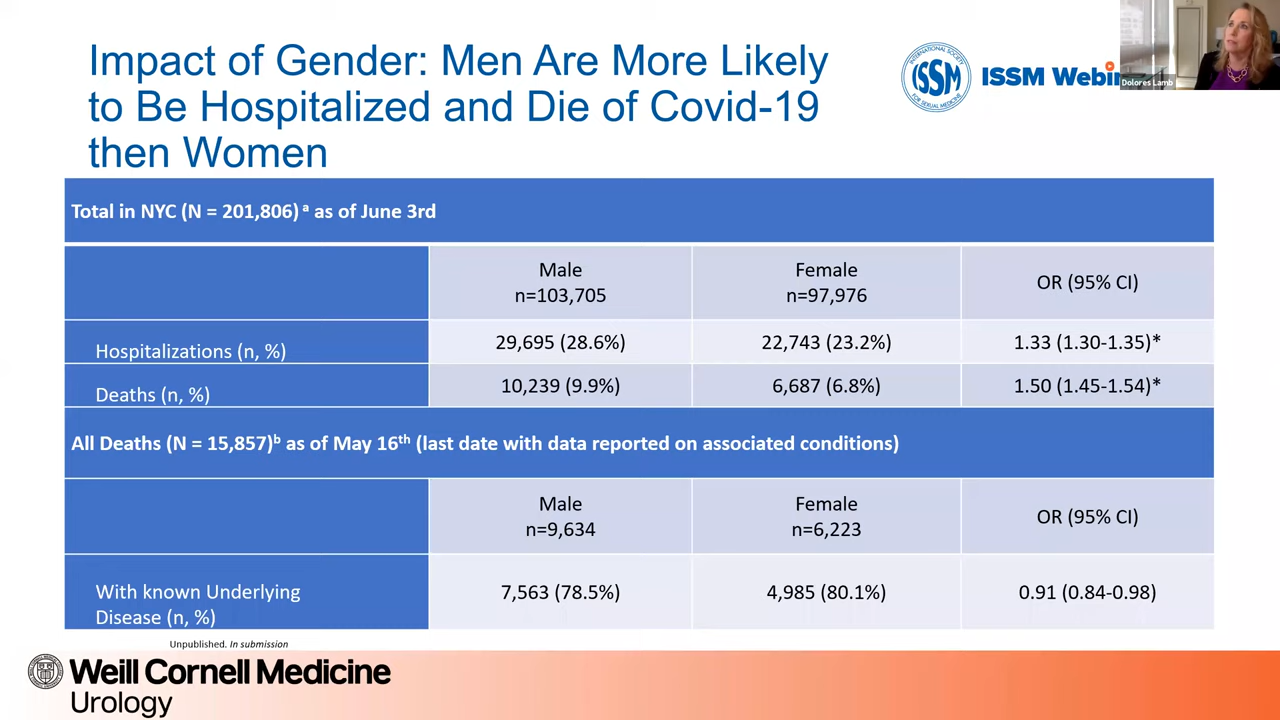 Impact of Gender: Men Are More Likely
to Be Hospitalized and Die of Covid-19
then Women
INTERNATIONAL SOCIETY
ISSM
FOR SEXUAL MEDICINE
ISSM
Dolores Lamb
Total in NYC (N = 201,806) ᵃ as of June 3rd
Male
n=103,705
Female
n=97,976
OR (95% CI)
Hospitalizations (n, %)
29,695 (28.6%)
22,743 (23.2%)
1.33 (1.30-1.35)*
Deaths (n, %)
10,239 (9.9%)
6,687 (6.8%)
1.50 (1.45-1.54)*
All Deaths (N = 15,857)ᵇ as of May 16ᵗʰ (last date with data reported on associated conditions)
Male
n=9,634
Female
n=6,223
OR (95% CI)
With known Underlying
Disease (n, %)
7,563 (78.5%)
4,985 (80.1%)
0.91 (0.84-0.98)
Unpublished. In submission
Weill Cornell Medicine
Urology